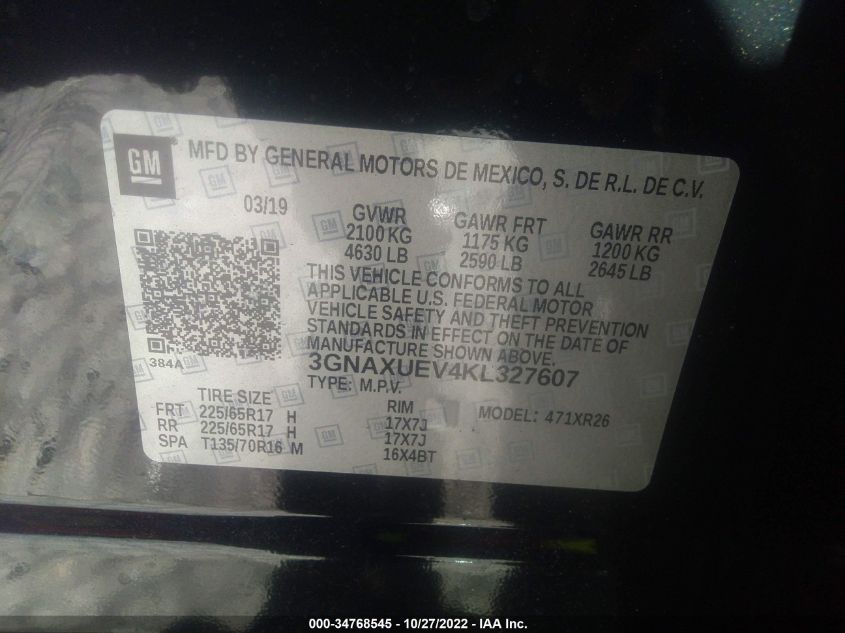 GM
MFD BY GENERAL MOTORS DE MEXICO, S. DE R.L. DE C.V.
03/19
GVWR GAWR FRT GAWR RR
2100 KG 1175 KG 1200 KG
4630 LB 2590 LB 2645 LB
THIS VEHICLE CONFORMS TO ALL
APPLICABLE U.S. FEDERAL MOTOR
VEHICLE SAFETY AND THEFT PREVENTION
STANDARDS IN EFFECT ON THE DATE OF
MANUFACTURE SHOWN ABOVE.
384A
3GNAXUEV4KL327607
TYPE: M.P.V.
TIRE SIZE RIM MODEL: 471XR26
FRT 225/65R17 H 17X7J
RR 225/65R17 H 17X7J
SPA T135/70R16 M 16X4BT
000-34768545 - 10/27/2022 - IAA Inc.